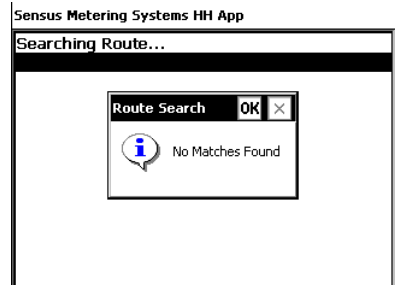 Sensus Metering Systems HH App
Searching Route...
Route Search OK
No Matches Found